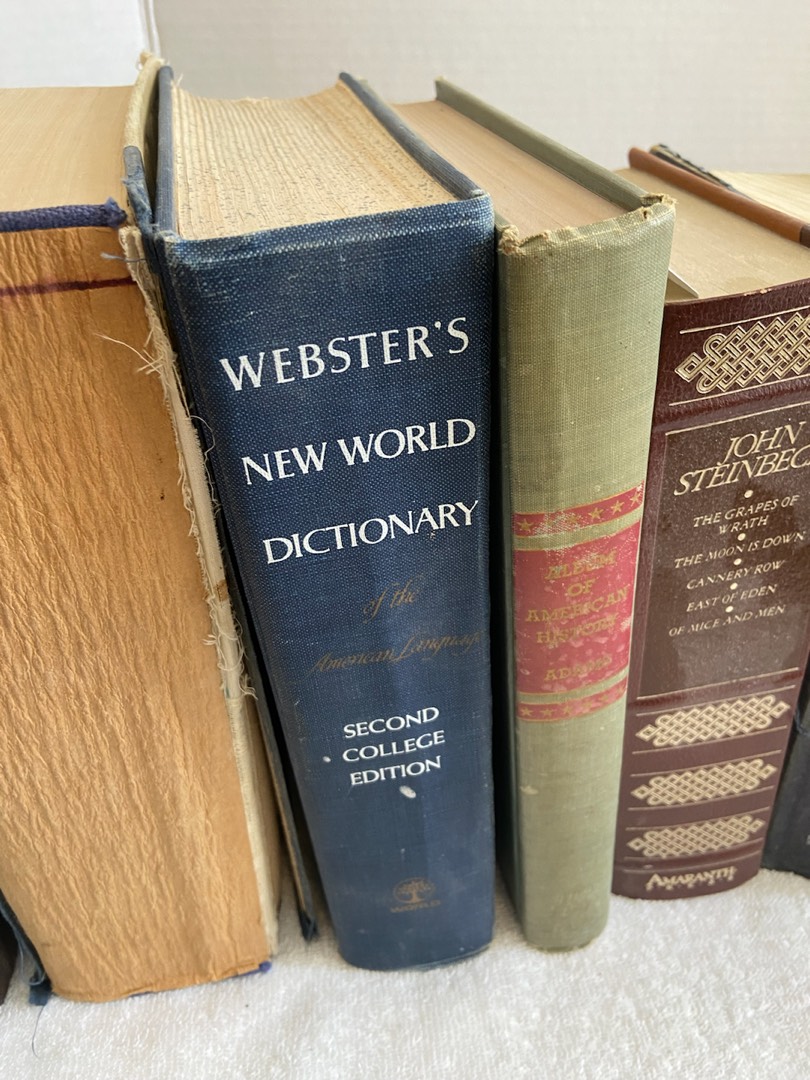 WEBSTER'S
NEW WORLD
DICTIONARY
of the
American Language
SECOND
COLLEGE
EDITION
WORLD
ALBUM
OF
AMERICAN
HISTORY
ADAMS
JOHN
STEINBEC
THE GRAPES OF
WRATH
THE MOON IS DOWN
CANNERY ROW
EAST OF EDEN
OF MICE AND MEN
AMARANTH